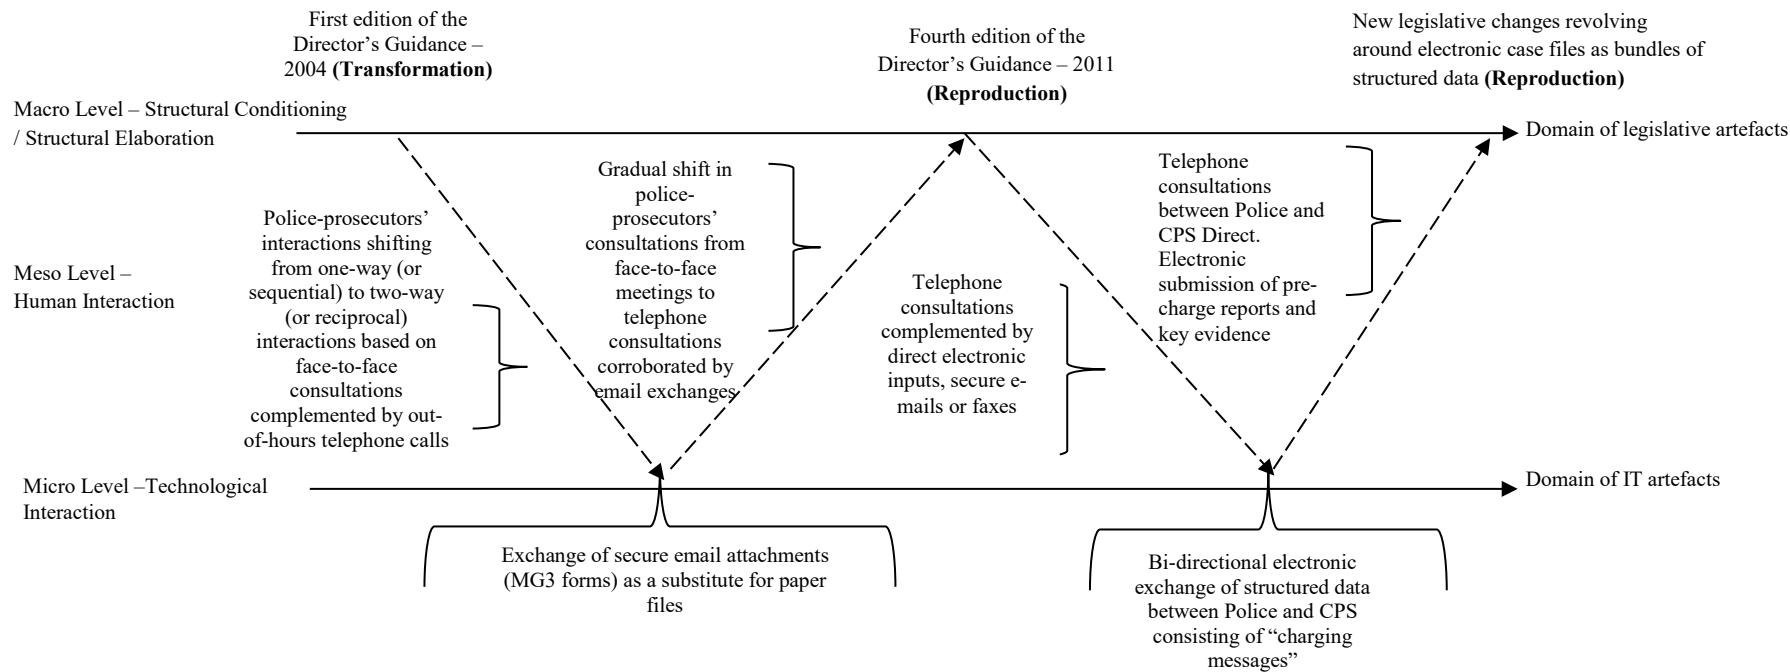 First edition of the
Director’s Guidance –
2004 (Transformation)
Fourth edition of the
Director’s Guidance – 2011
(Reproduction)
New legislative changes revolving
around electronic case files as bundles of
structured data (Reproduction)
Macro Level – Structural Conditioning
/ Structural Elaboration
Domain of legislative artefacts
Meso Level –
Human Interaction
Police-prosecutors’
interactions shifting
from one-way (or
sequential) to two-way
(or reciprocal)
interactions based on
face-to-face
consultations
complemented by out-
of-hours telephone calls
Gradual shift in
police-
prosecutors’
consultations from
face-to-face
meetings to
telephone
consultations
corroborated by
email exchanges
Telephone
consultations
complemented by
direct electronic
inputs, secure e-
mails or faxes
Telephone
consultations
between Police and
CPS Direct.
Electronic
submission of pre-
charge reports and
key evidence
Micro Level –Technological
Interaction
Domain of IT artefacts
Exchange of secure email attachments
(MG3 forms) as a substitute for paper
files
Bi-directional electronic
exchange of structured data
between Police and CPS
consisting of “charging
messages”